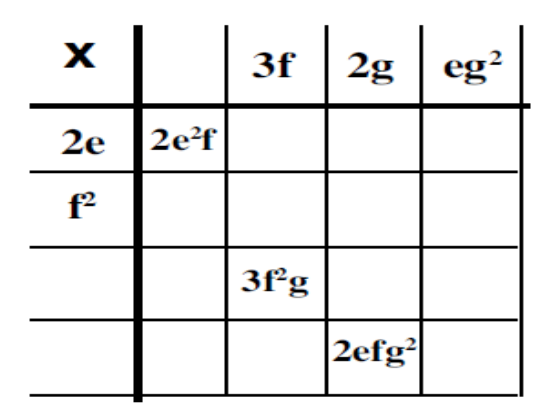 x 3f 2g eg²
2e 2e²f
f²
3f²g
2efg²